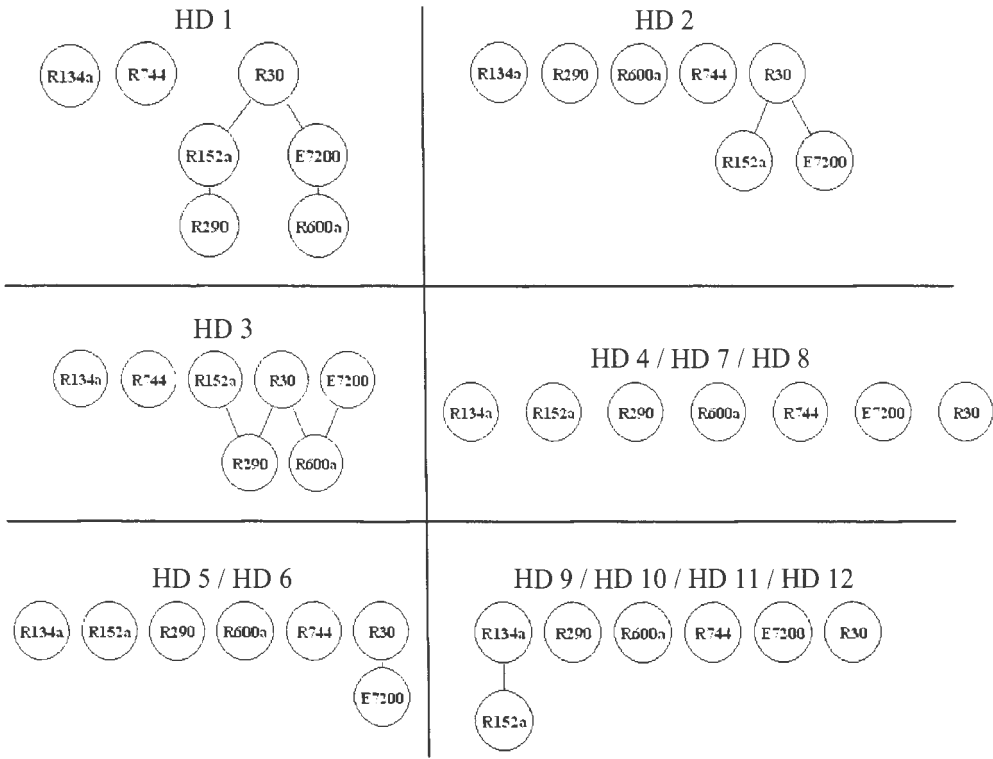 HD 1
R134a R744 R30
R152a E7200
R290 R600a
HD 2
R134a R290 R600a R744 R30
R152a E7200
HD 3
R134a R744 R152a R30 E7200
R290 R600a
HD 4 / HD 7 / HD 8
R134a R152a R290 R600a R744 E7200 R30
HD 5 / HD 6
R134a R152a R290 R600a R744 R30
E7200
HD 9 / HD 10 / HD 11 / HD 12
R134a R290 R600a R744 E7200 R30
R152a